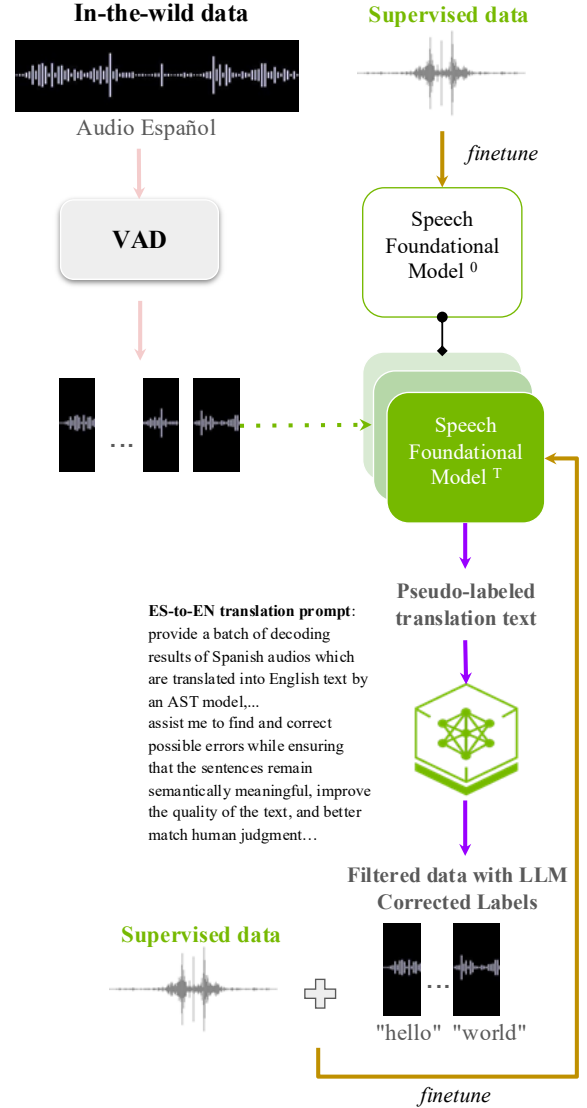 In-the-wild data
Audio Español
VAD
...
Supervised data
finetune
Speech
Foundational
Model 0
Speech
Foundational
Model T
Pseudo-labeled
translation text
ES-to-EN translation prompt:
provide a batch of decoding
results of Spanish audios which
are translated into English text by
an AST model,...
assist me to find and correct
possible errors while ensuring
that the sentences remain
semantically meaningful, improve
the quality of the text, and better
match human judgment…
Filtered data with LLM
Corrected Labels
Supervised data
...
"hello" "world"
finetune